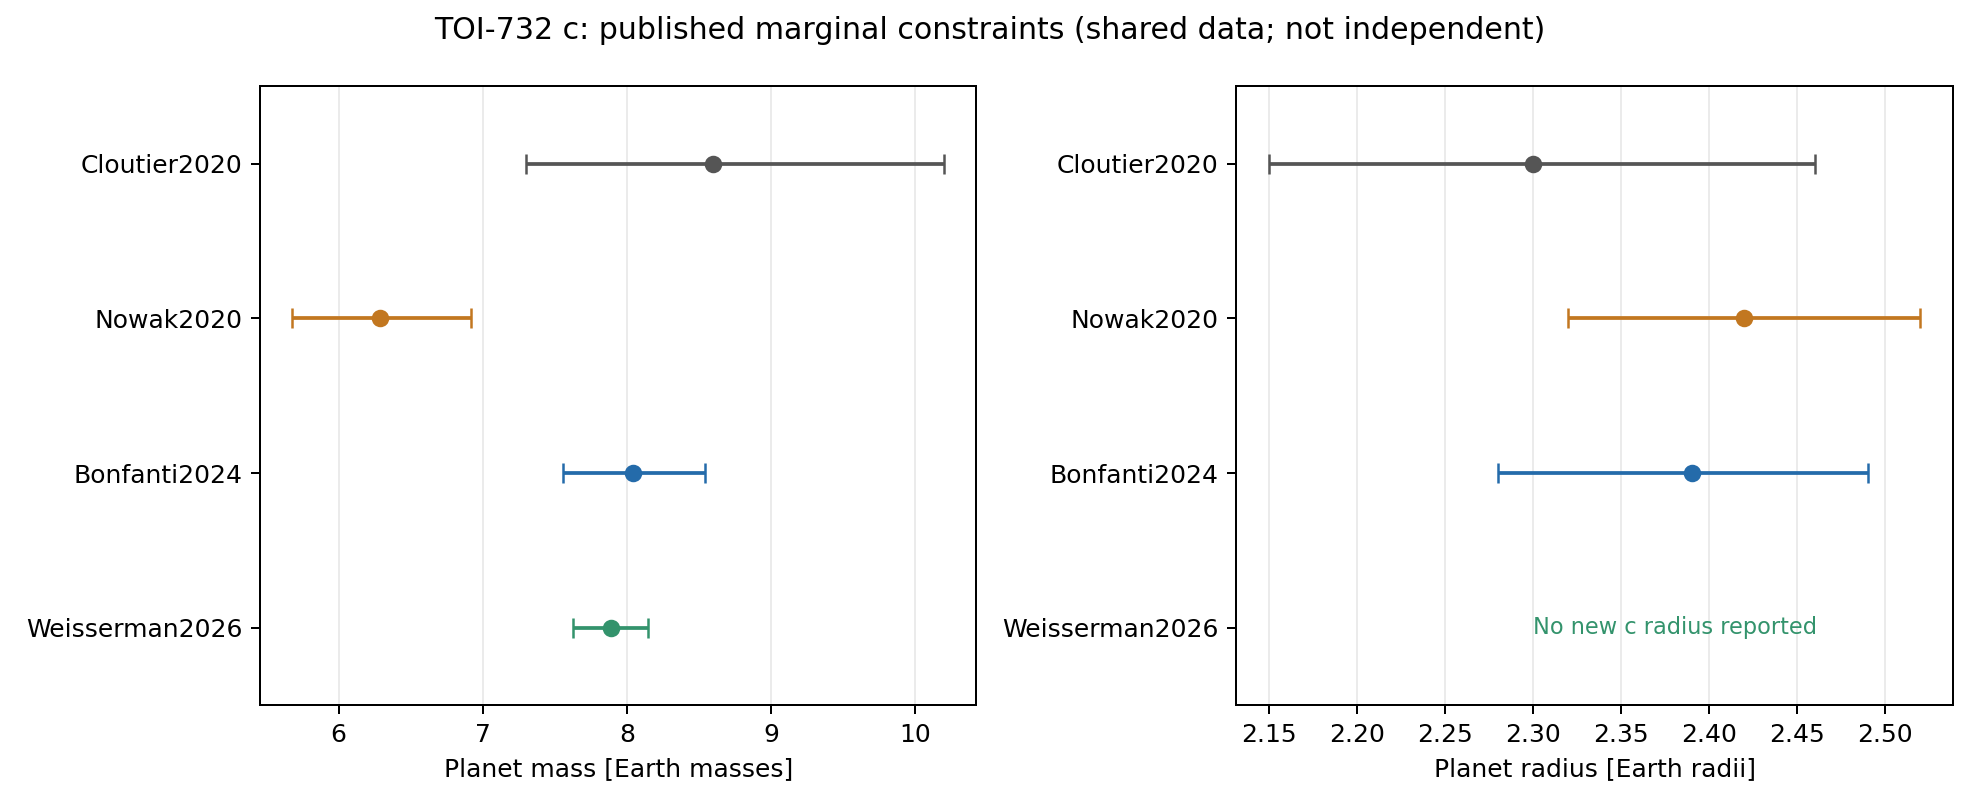 TOI-732 c: published marginal constraints (shared data; not independent)
Cloutier2020
Nowak2020
Bonfanti2024
Weisserman2026
6 7 8 9 10
Planet mass [Earth masses]
Cloutier2020
Nowak2020
Bonfanti2024
Weisserman2026
No new c radius reported
2.15 2.20 2.25 2.30 2.35 2.40 2.45 2.50
Planet radius [Earth radii]